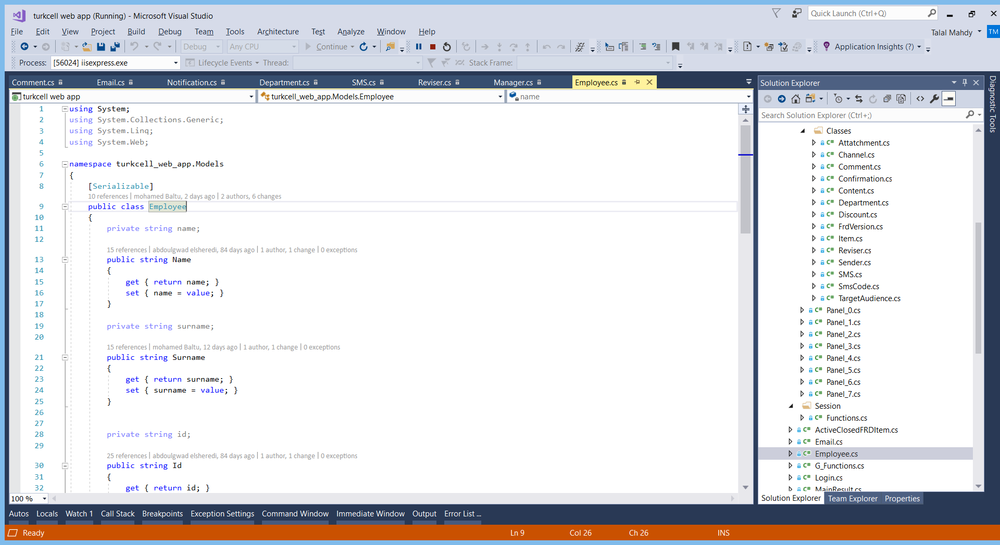 turkcell web app (Running) - Microsoft Visual Studio
Quick Launch (Ctrl+Q)
File Edit View Project Build Debug Team Tools Architecture Test Analyze Window Help
Talal Mahdy TM
Debug Any CPU Continue Application Insights (?)
Process: [56024] iisexpress.exe Lifecycle Events Thread: Stack Frame:
Comment.cs Email.cs Notification.cs Department.cs SMS.cs Reviser.cs Manager.cs Employee.cs
turkcell web app turkcell_web_app.Models.Employee name
1 using System;
2 using System.Collections.Generic;
3 using System.Linq;
4 using System.Web;
5
6 namespace turkcell_web_app.Models
7 {
8 [Serializable]
10 references | mohamed Baltu, 2 days ago | 2 authors, 6 changes
9 public class Employee
10 {
11 private string name;
12
15 references | abdoulgwad elsheredi, 84 days ago | 1 author, 1 change | 0 exceptions
13 public string Name
14 {
15 get { return name; }
16 set { name = value; }
17 }
18
19 private string surname;
20
15 references | mohamed Baltu, 12 days ago | 1 author, 1 change | 0 exceptions
21 public string Surname
22 {
23 get { return surname; }
24 set { surname = value; }
25 }
26
27
28 private string id;
29
25 references | abdoulgwad elsheredi, 84 days ago | 1 author, 1 change | 0 exceptions
30 public string Id
31 {
32 get { return id; }
100 %
Solution Explorer
Search Solution Explorer (Ctrl+;)
Classes
C# Attatchment.cs
C# Channel.cs
C# Comment.cs
C# Confirmation.cs
C# Content.cs
C# Department.cs
C# Discount.cs
C# FrdVersion.cs
C# Item.cs
C# Reviser.cs
C# Sender.cs
C# SMS.cs
C# SmsCode.cs
C# TargetAudience.cs
C# Panel_0.cs
C# Panel_1.cs
C# Panel_2.cs
C# Panel_3.cs
C# Panel_4.cs
C# Panel_5.cs
C# Panel_6.cs
C# Panel_7.cs
Session
C# Functions.cs
C# ActiveClosedFRDItem.cs
C# Email.cs
C# Employee.cs
C# G_Functions.cs
C# Login.cs
C# MainResult.cs
Solution Explorer Team Explorer Properties
Diagnostic Tools
Autos Locals Watch 1 Call Stack Breakpoints Exception Settings Command Window Immediate Window Output Error List ...
Ready Ln 9 Col 26 Ch 26 INS